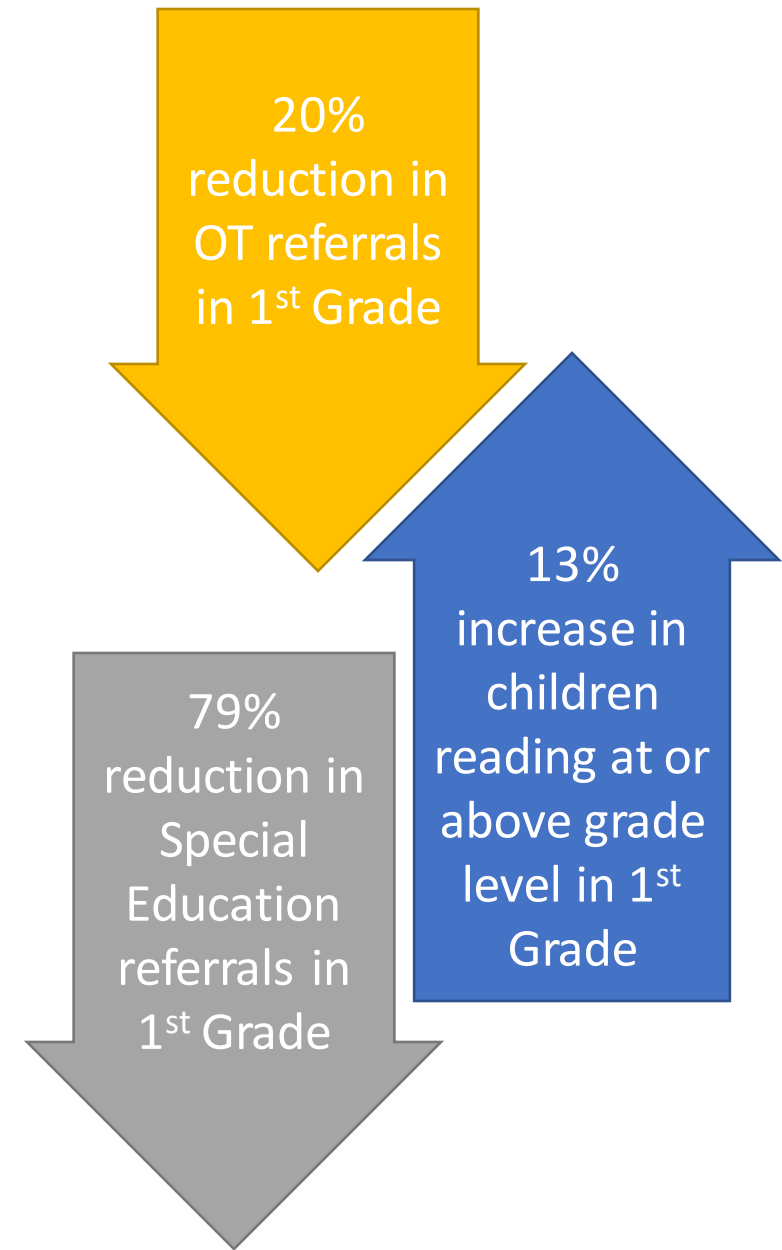 20%
reduction in
OT referrals
in 1st Grade
13%
increase in
children
reading at or
above grade
level in 1st
Grade
79%
reduction in
Special
Education
referrals in
1st Grade